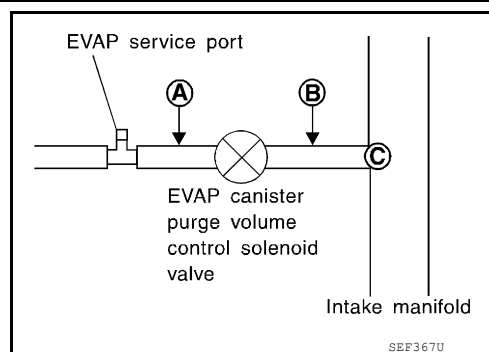 EVAP service port
A
B
C
EVAP canister
purge volume
control solenoid
valve
Intake manifold
SEF367U